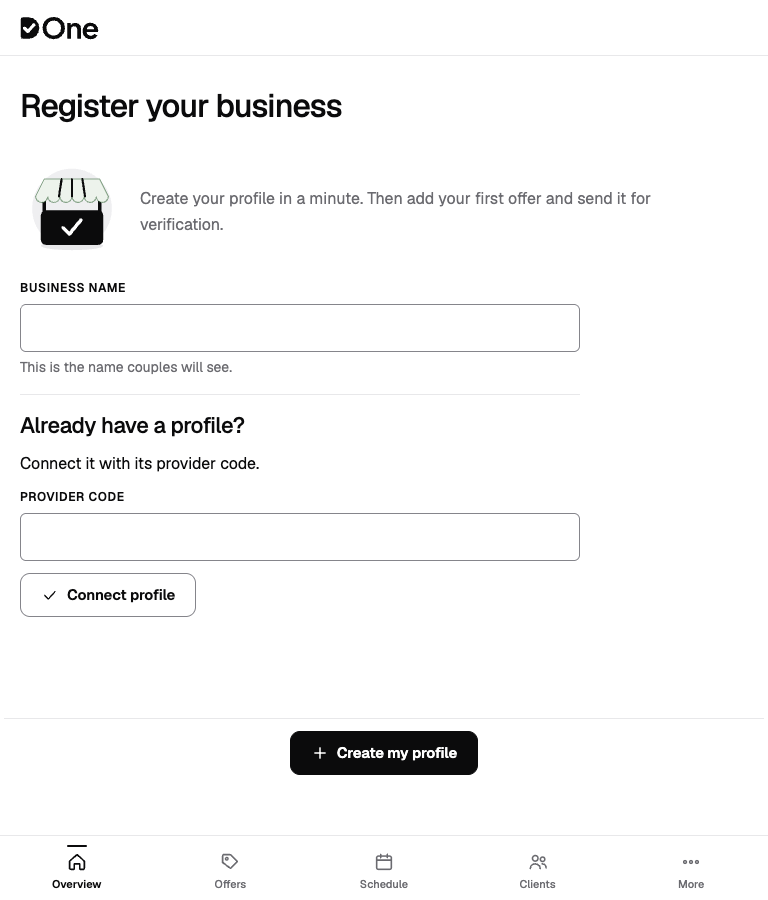 One
Register your business
Create your profile in a minute. Then add your first offer and send it for
verification.
BUSINESS NAME
This is the name couples will see.
Already have a profile?
Connect it with its provider code.
PROVIDER CODE
Connect profile
Create my profile
Overview
Offers
Schedule
Clients
More